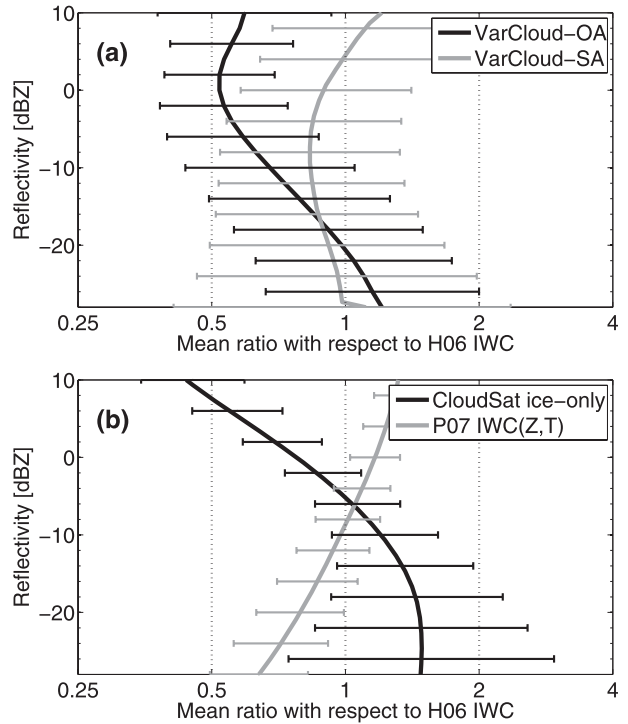 10
0
−10
−20
Reflectivity [dBZ]
(a)
VarCloud−OA
VarCloud−SA
0.25
0.5
1
2
4
Mean ratio with respect to H06 IWC
10
0
−10
−20
Reflectivity [dBZ]
(b)
CloudSat ice−only
P07 IWC(Z,T)
0.25
0.5
1
2
4
Mean ratio with respect to H06 IWC